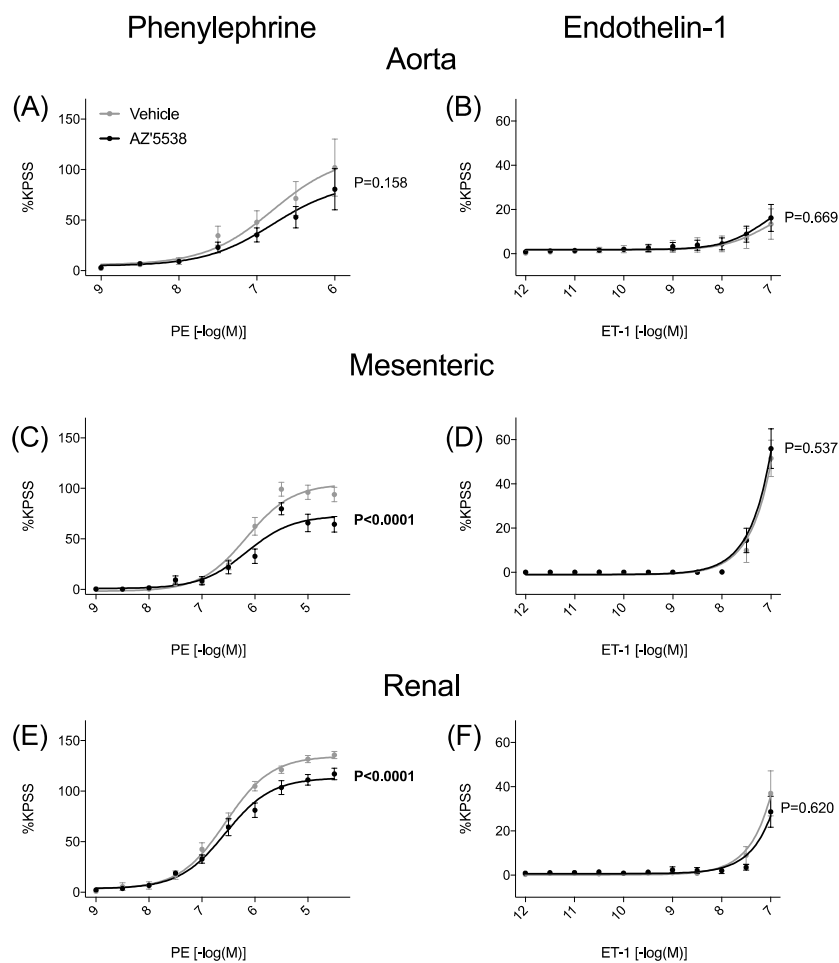 Phenylephrine
Endothelin-1
Aorta
(A)
Vehicle
AZ'5538
150
100
50
0
%KPSS
9
8
7
6
PE [-log(M)]
P=0.158
(B)
60
40
20
0
%KPSS
12
11
10
9
8
7
ET-1 [-log(M)]
P=0.669
Mesenteric
(C)
150
100
50
0
%KPSS
9
8
7
6
5
PE [-log(M)]
P<0.0001
(D)
60
40
20
0
%KPSS
12
11
10
9
8
7
ET-1 [-log(M)]
P=0.537
Renal
(E)
150
100
50
0
%KPSS
9
8
7
6
5
PE [-log(M)]
P<0.0001
(F)
60
40
20
0
%KPSS
12
11
10
9
8
7
ET-1 [-log(M)]
P=0.620